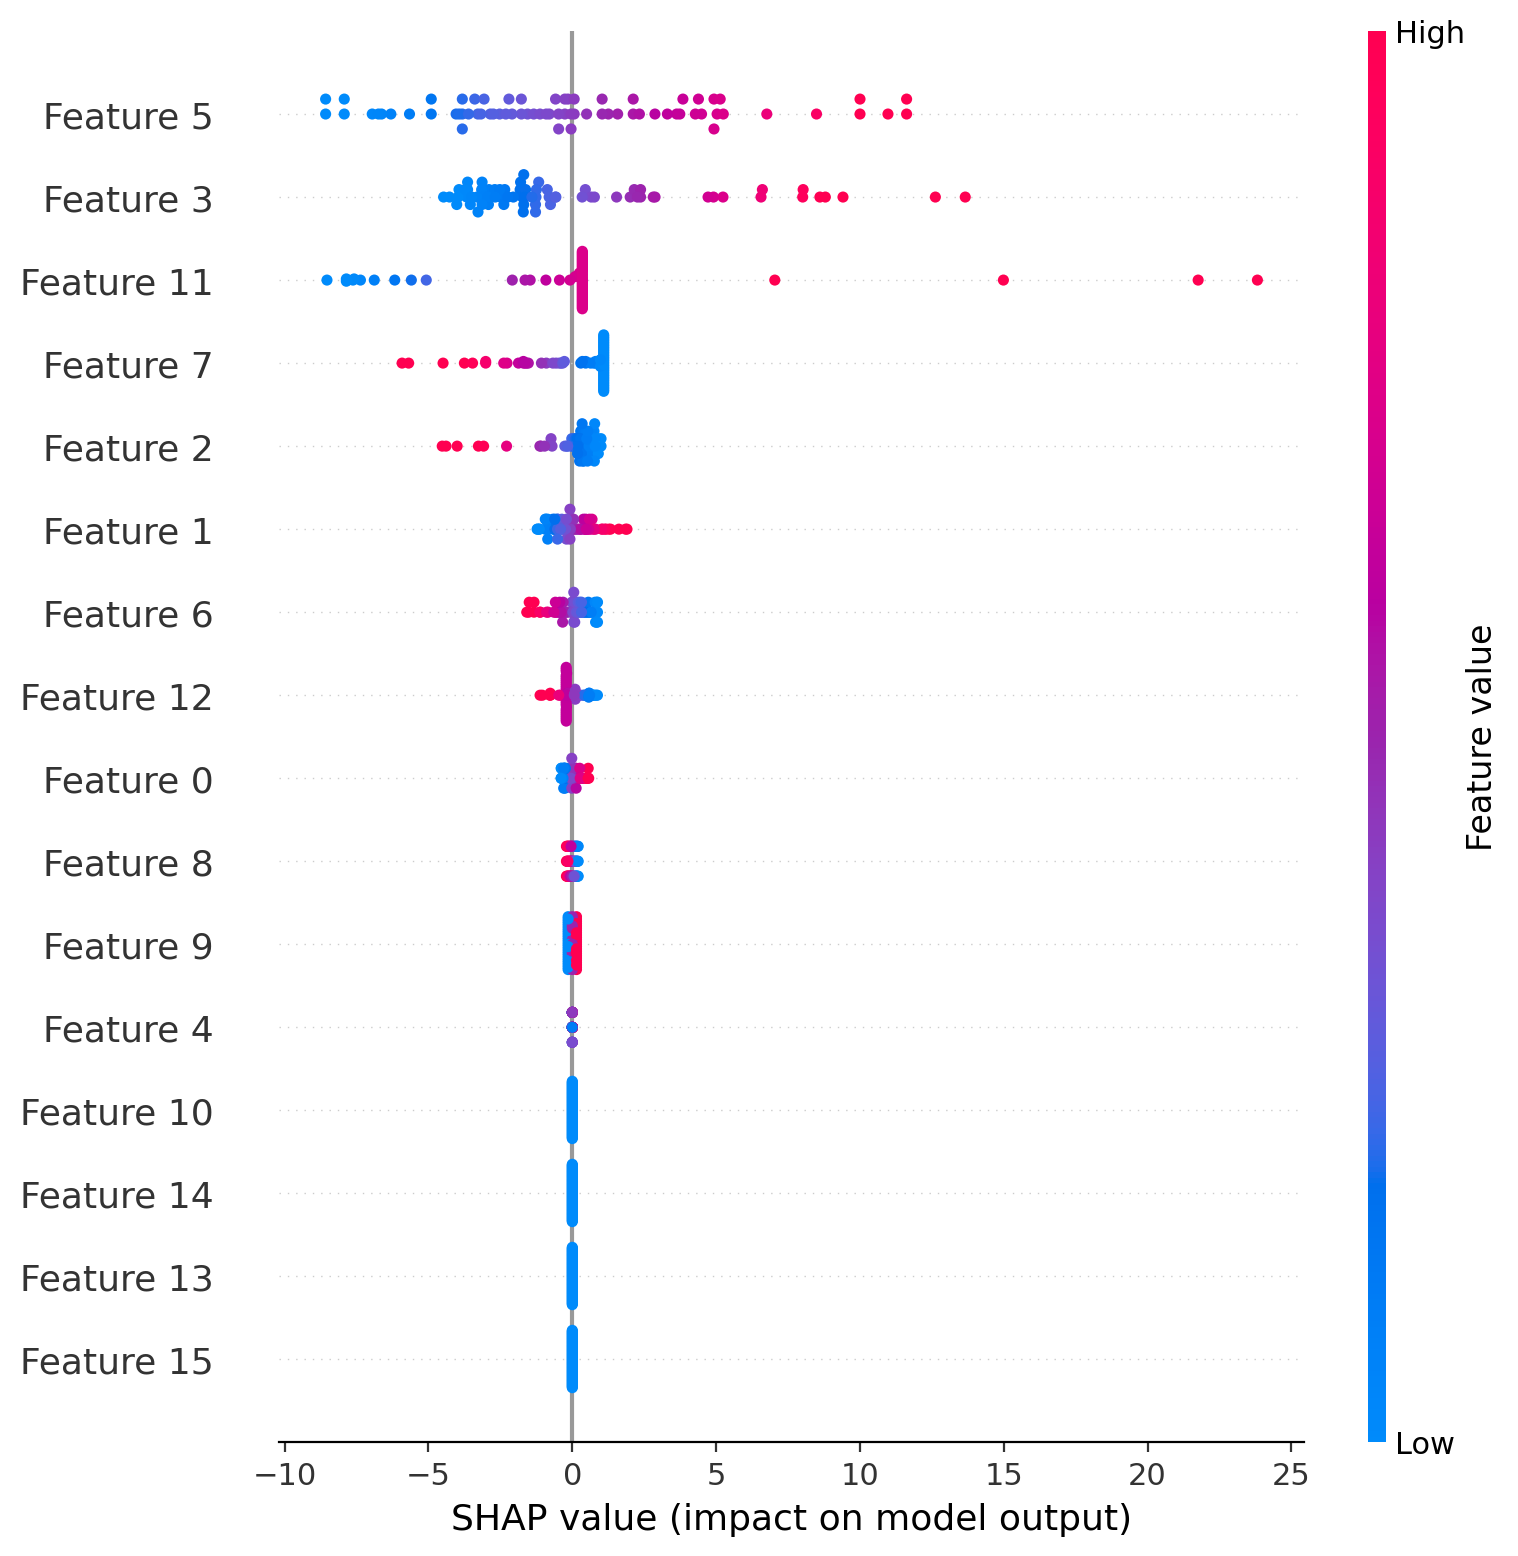 High
Feature 5
Feature 3
Feature 11
Feature 7
Feature 2
Feature 1
Feature 6
Feature 12
Feature 0
Feature 8
Feature 9
Feature 4
Feature 10
Feature 14
Feature 13
Feature 15
Feature value
Low
−10 −5 0 5 10 15 20 25
SHAP value (impact on model output)